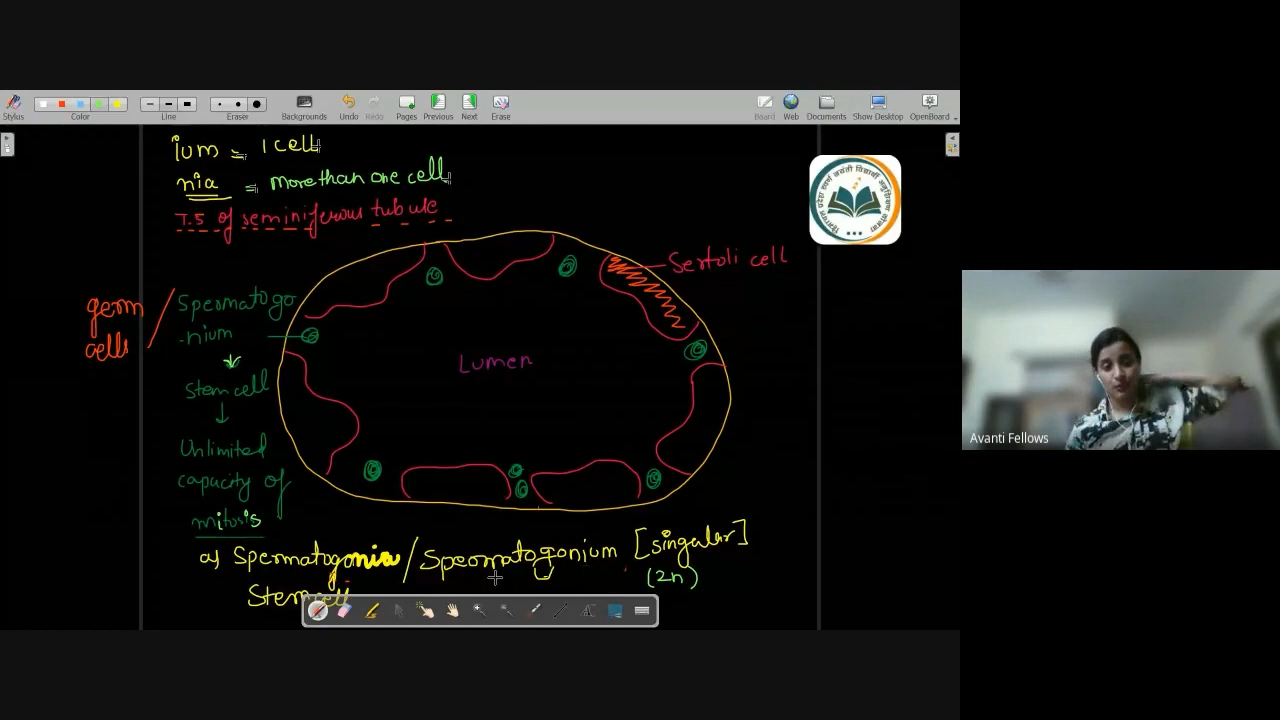 Stylus
Color
Line
Eraser
Backgrounds
Undo
Redo
Pages
Previous
Next
Erase
Board
Web
Documents
Show Desktop
OpenBoard
ium = 1 cell
nia = more than one cell
T.S of seminiferous tubule
Sertoli cell
germ cells / Spermatogo
-nium
↓
Stem cell
↓
Unlimited
capacity of
mitosis
Lumen
a) Spermatogonia / Spermatogonium [singular]
(2n)
Stem cell
Avanti Fellows